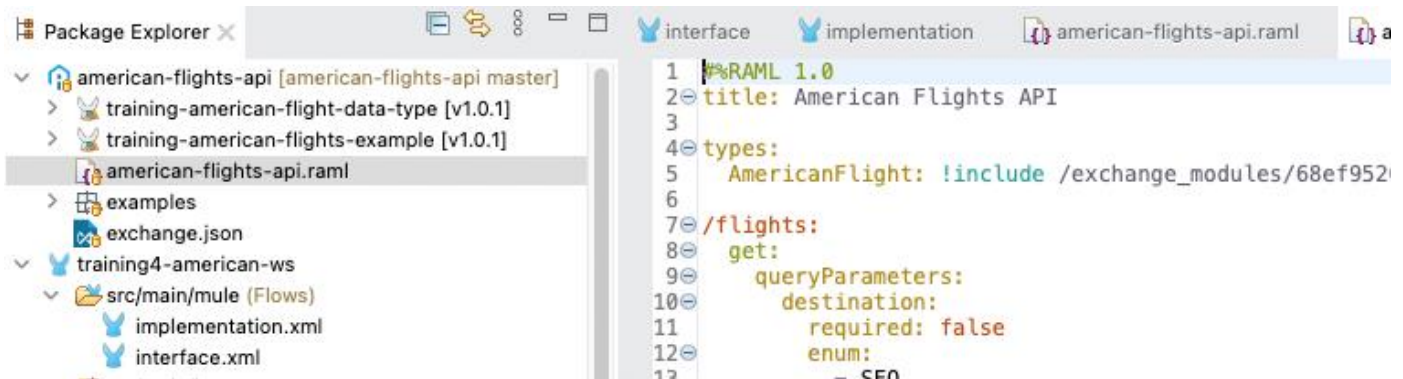 Package Explorer
american-flights-api [american-flights-api master]
training-american-flight-data-type [v1.0.1]
training-american-flights-example [v1.0.1]
american-flights-api.raml
examples
exchange.json
training4-american-ws
src/main/mule (Flows)
implementation.xml
interface.xml
interface implementation american-flights-api.raml a
1 #%RAML 1.0
2 title: American Flights API
3
4 types:
5 AmericanFlight: !include /exchange_modules/68ef952
6
7 /flights:
8 get:
9 queryParameters:
10 destination:
11 required: false
12 enum:
13 - SFO